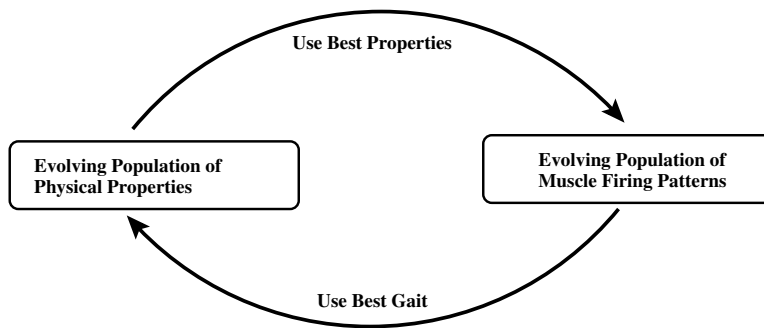 Use Best Properties
Evolving Population of
Physical Properties
Evolving Population of
Muscle Firing Patterns
Use Best Gait